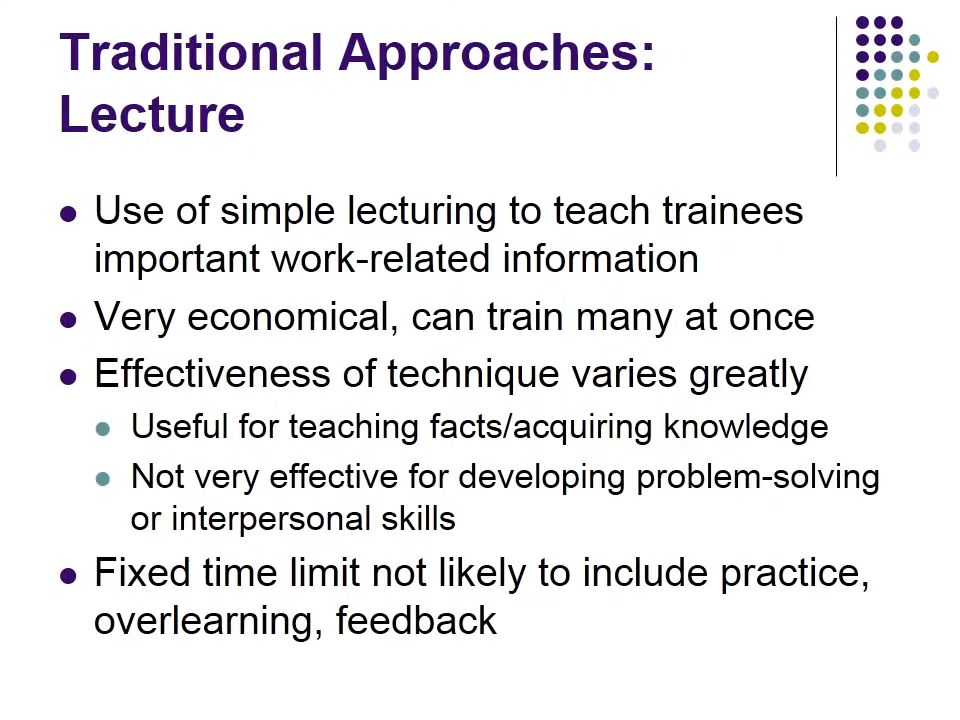 Traditional Approaches:
Lecture
Use of simple lecturing to teach trainees
important work-related information
Very economical, can train many at once
Effectiveness of technique varies greatly
Useful for teaching facts/acquiring knowledge
Not very effective for developing problem-solving
or interpersonal skills
Fixed time limit not likely to include practice,
overlearning, feedback